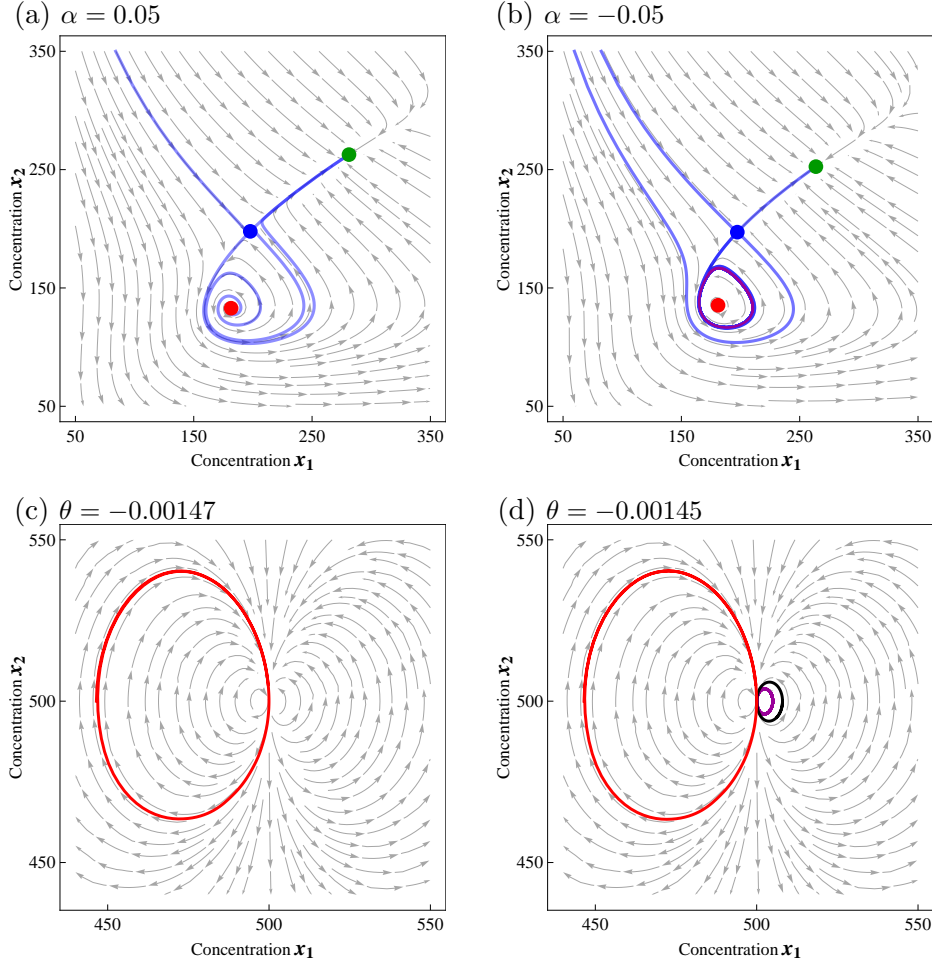 (a) α = 0.05
(b) α = −0.05
350
250
150
50
Concentration x₂
50 150 250 350
Concentration x₁
350
250
150
50
Concentration x₂
50 150 250 350
Concentration x₁
(c) θ = −0.00147
(d) θ = −0.00145
550
500
450
Concentration x₂
450 500 550
Concentration x₁
550
500
450
Concentration x₂
450 500 550
Concentration x₁